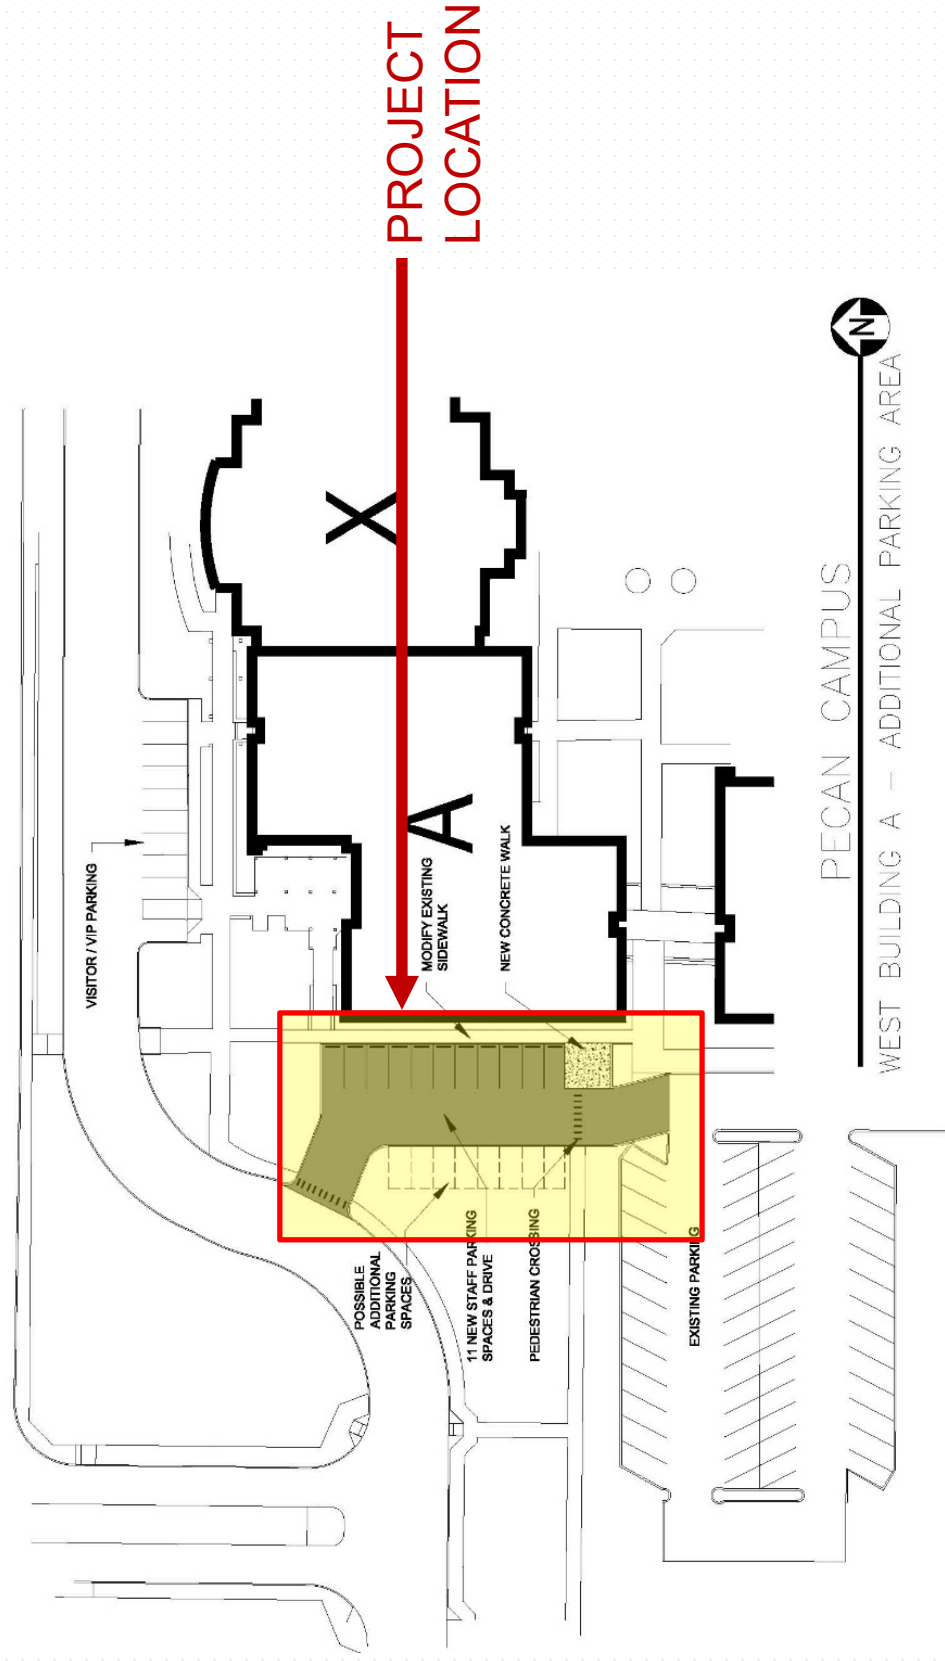 PROJECT
LOCATION
VISITOR / VIP PARKING
X
A
MODIFY EXISTING
SIDEWALK
NEW CONCRETE WALK
POSSIBLE
ADDITIONAL
PARKING
SPACES
11 NEW STAFF PARKING
SPACES & DRIVE
PEDESTRIAN CROSSING
EXISTING PARKING
N
PECAN CAMPUS
WEST BUILDING A - ADDITIONAL PARKING AREA